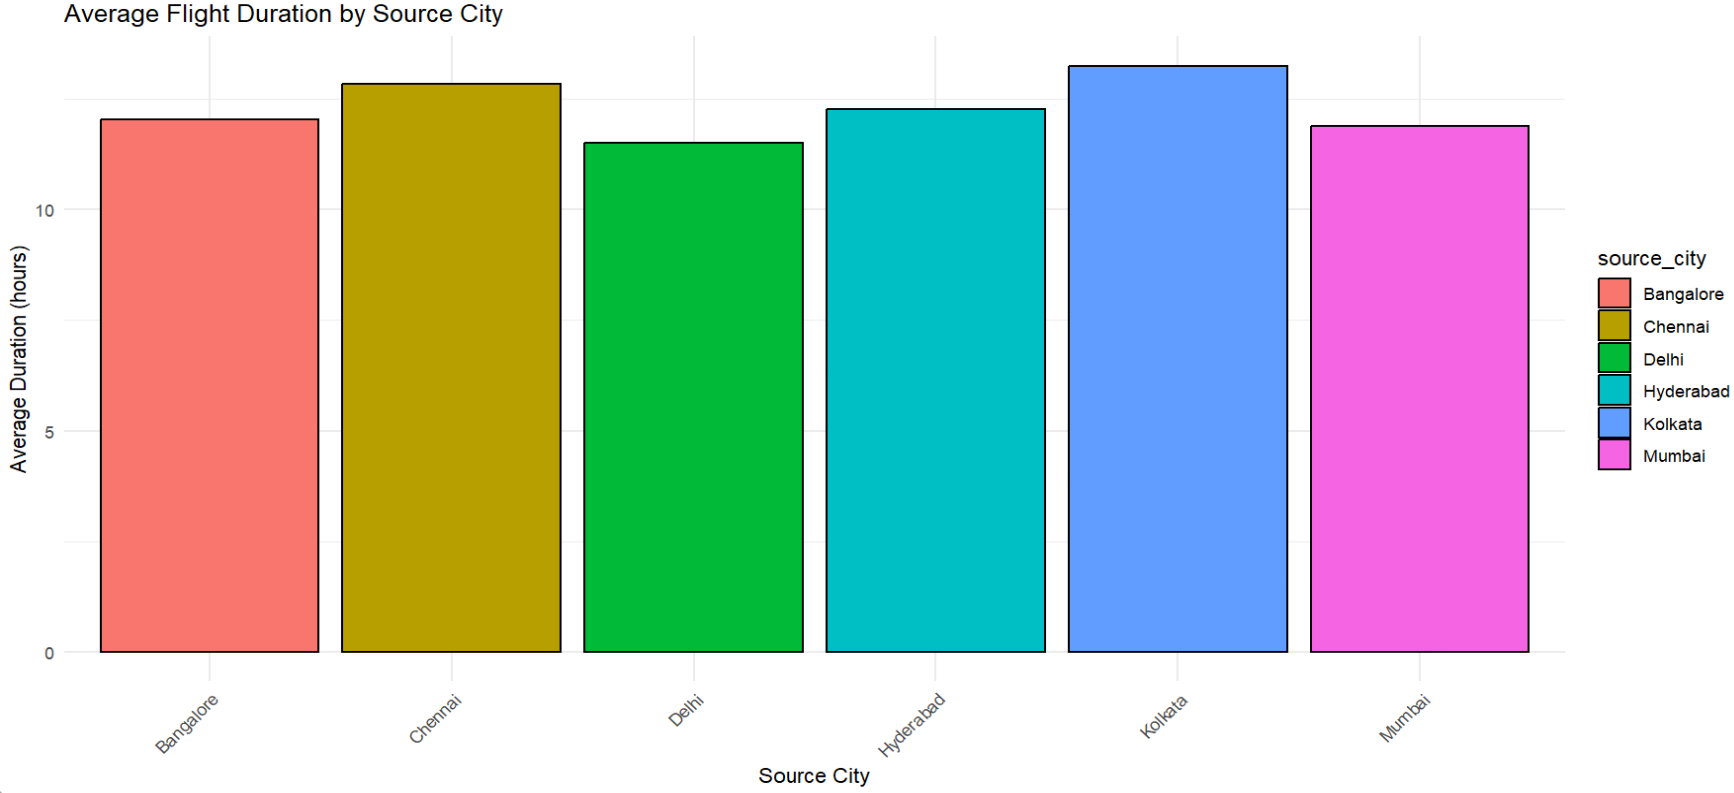 Average Flight Duration by Source City
Average Duration (hours)
10
5
0
Bangalore
Chennai
Delhi
Hyderabad
Kolkata
Mumbai
Source City
source_city
Bangalore
Chennai
Delhi
Hyderabad
Kolkata
Mumbai